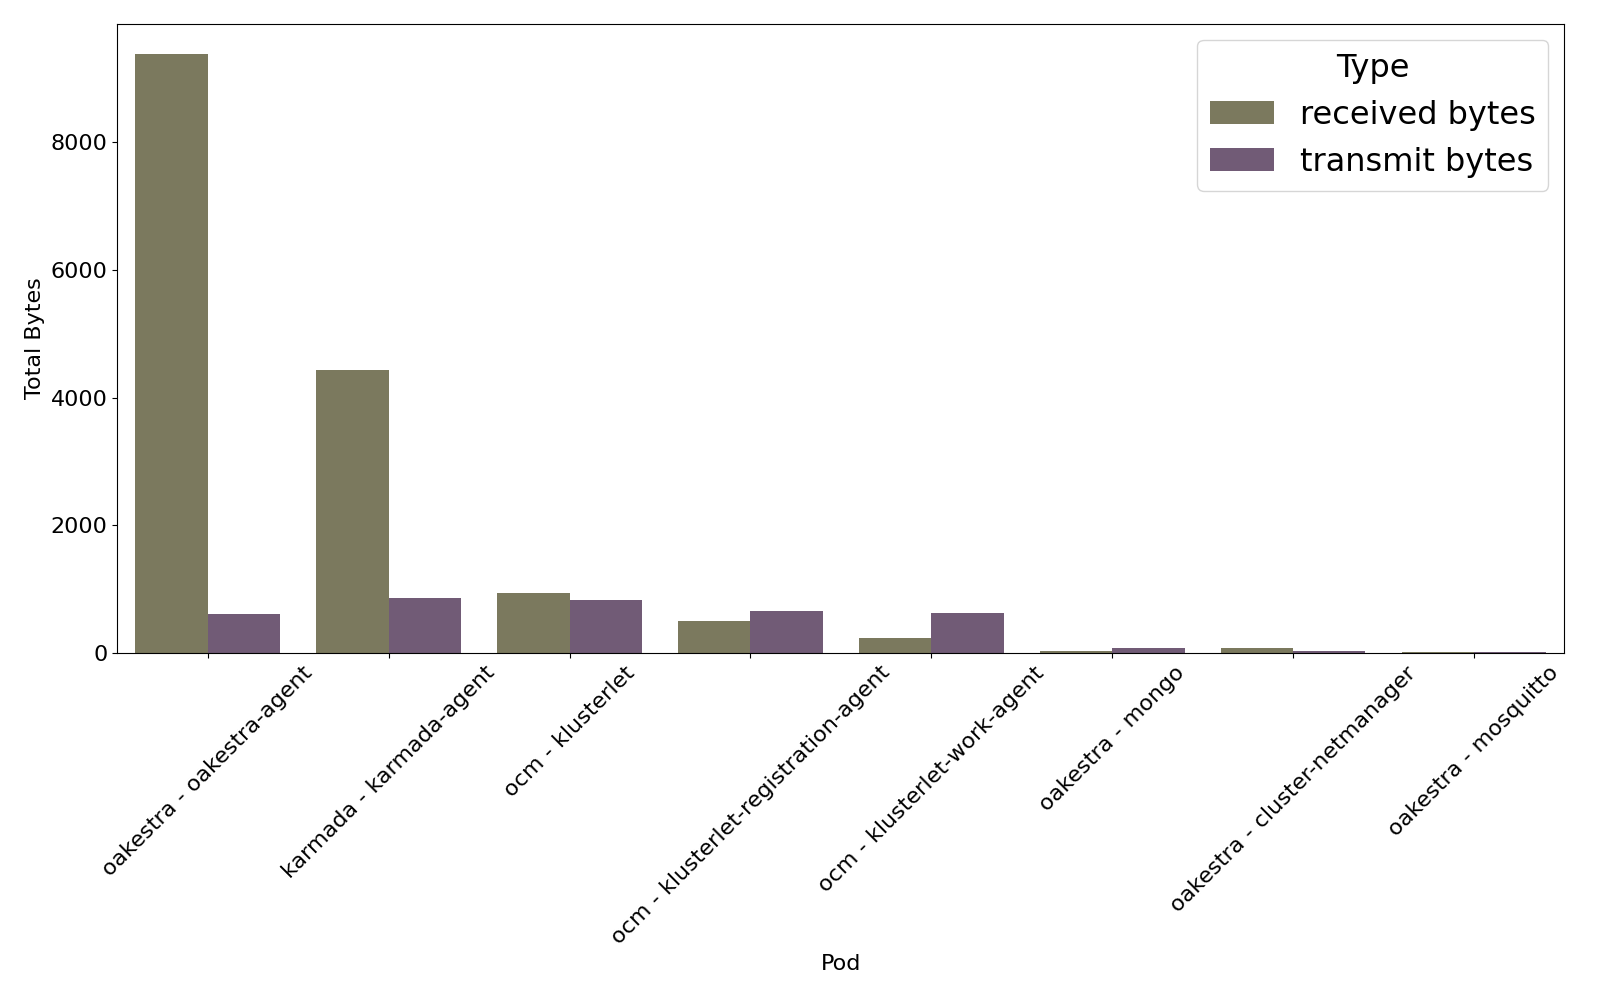 Type
received bytes
transmit bytes
Total Bytes
8000
6000
4000
2000
0
oakestra - oakestra-agent
karmada - karmada-agent
ocm - klusterlet
ocm - klusterlet-registration-agent
ocm - klusterlet-work-agent
oakestra - mongo
oakestra - cluster-netmanager
oakestra - mosquitto
Pod